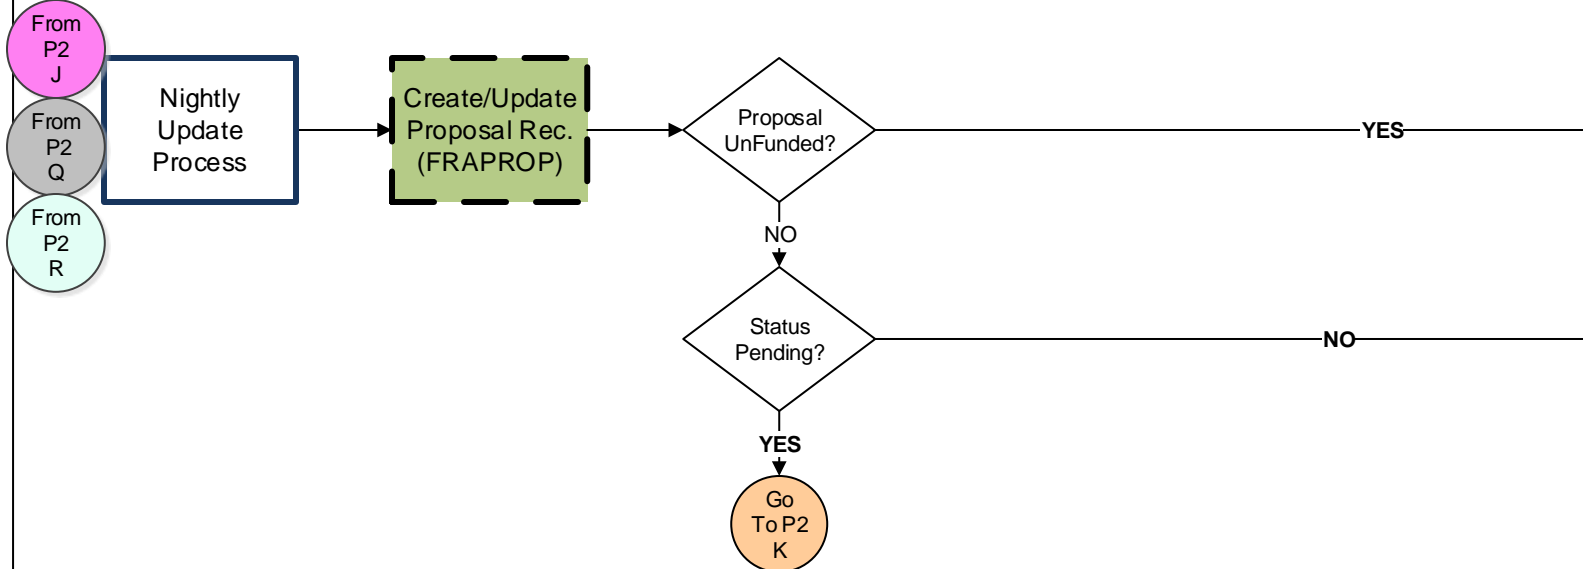 From
P2
J
From
P2
Q
From
P2
R
Nightly
Update
Process
Create/Update
Proposal Rec.
(FRAPROP)
Proposal
UnFunded?
YES
NO
Status
Pending?
NO
YES
Go
To P2
K